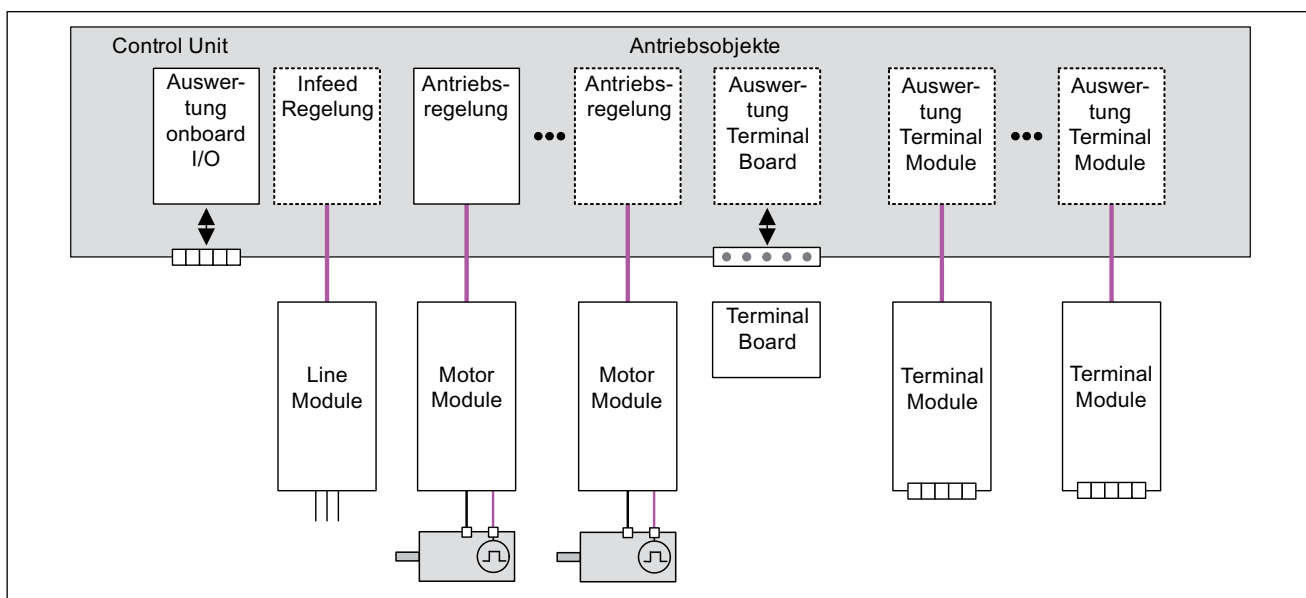 Control Unit
Antriebsobjekte
Auswer-
tung
onboard
I/O
Infeed
Regelung
Antriebs-
regelung
Antriebs-
regelung
Auswer-
tung
Terminal
Board
Auswer-
tung
Terminal
Module
Auswer-
tung
Terminal
Module
Line
Module
Motor
Module
Motor
Module
Terminal
Board
Terminal
Module
Terminal
Module